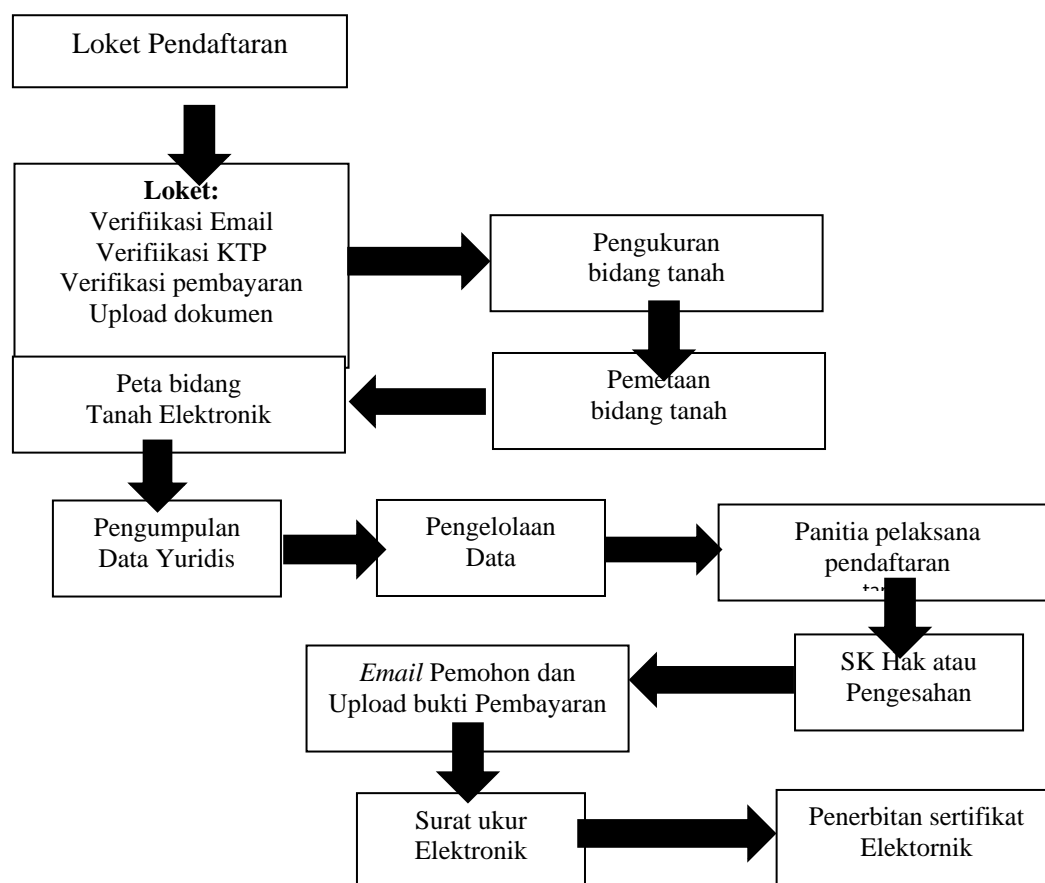 Loket Pendaftaran
Loket:
Verifiikasi Email
Verifiikasi KTP
Verifikasi pembayaran
Upload dokumen
Pengukuran
bidang tanah
Pemetaan
bidang tanah
Peta bidang
Tanah Elektronik
Pengumpulan
Data Yuridis
Pengelolaan
Data
Panitia pelaksana
pendaftaran
SK Hak atau
Pengesahan
Email Pemohon dan
Upload bukti Pembayaran
Surat ukur
Elektronik
Penerbitan sertifikat
Elektornik